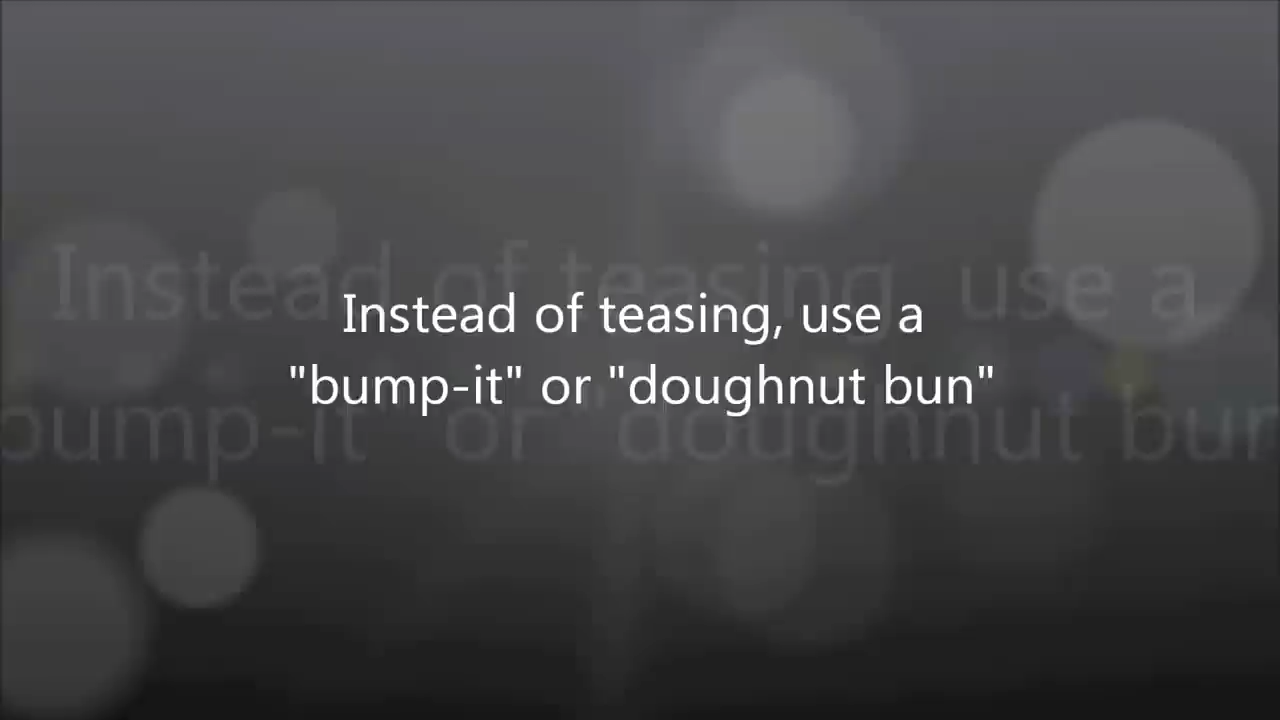 Instead of teasing, use a
"bump-it" or "doughnut bun"